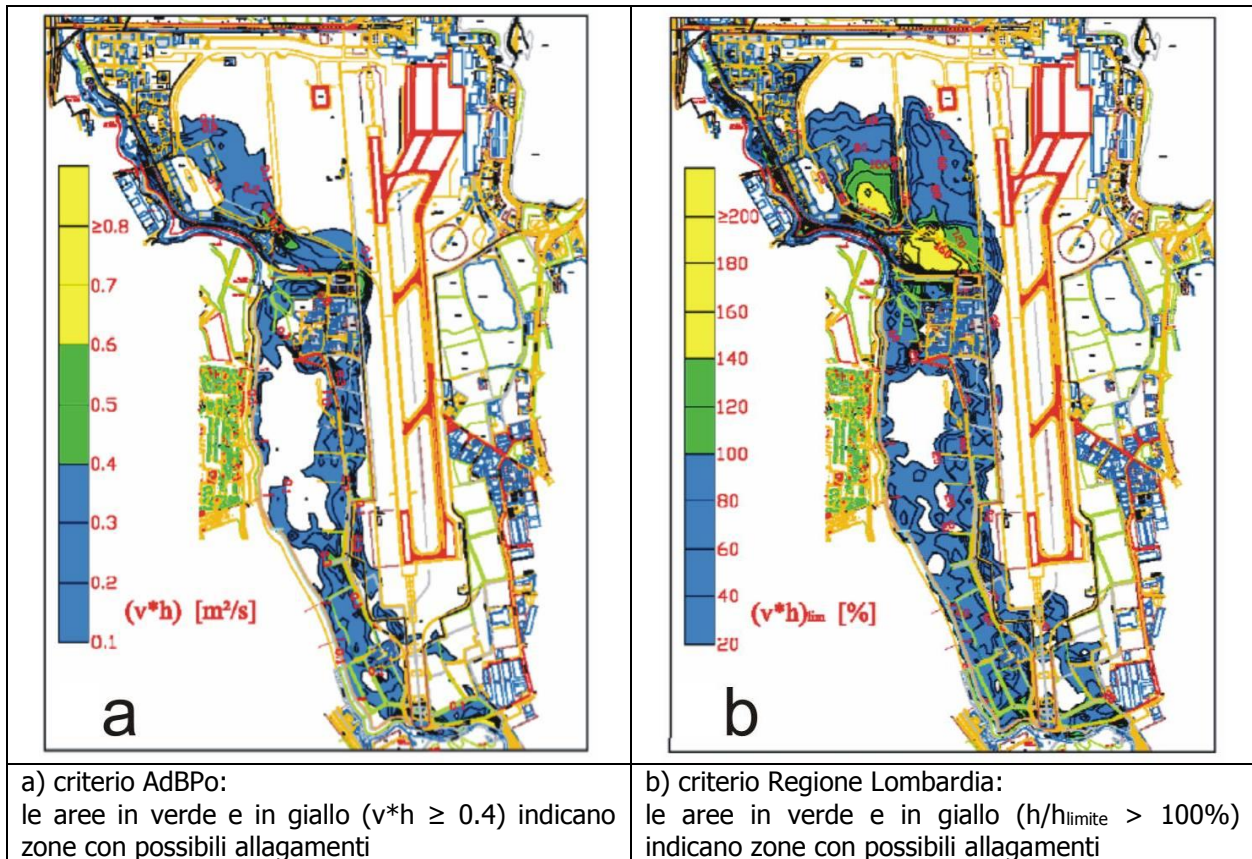 ≥0.8
0.7
0.6
0.5
0.4
0.3
0.2
0.1
(v*h) [m²/s]
a
≥200
180
160
140
120
100
80
60
40
20
(v*h)lim [%]
b
a) criterio AdBPo:
le aree in verde e in giallo (v*h ≥ 0.4) indicano
zone con possibili allagamenti
b) criterio Regione Lombardia:
le aree in verde e in giallo (h/hlimite > 100%)
indicano zone con possibili allagamenti